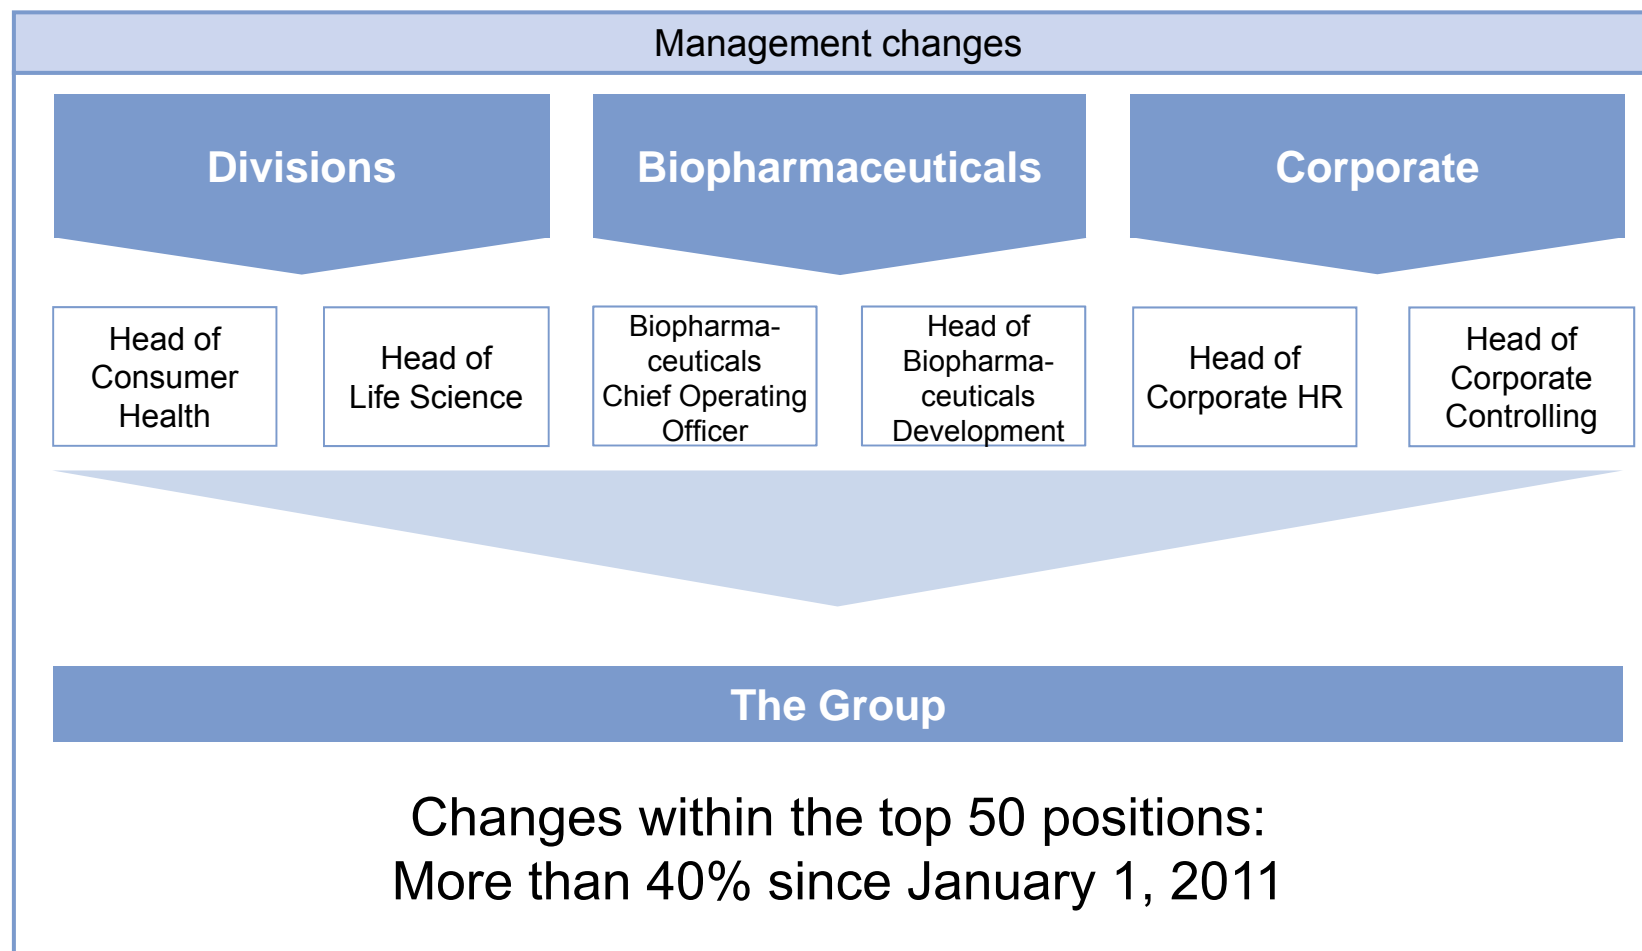 Management changes
Divisions
Biopharmaceuticals
Corporate
Head of
Consumer
Health
Head of
Life Science
Biopharma-
ceuticals
Chief Operating
Officer
Head of
Biopharma-
ceuticals
Development
Head of
Corporate HR
Head of
Corporate
Controlling
The Group
Changes within the top 50 positions:
More than 40% since January 1, 2011